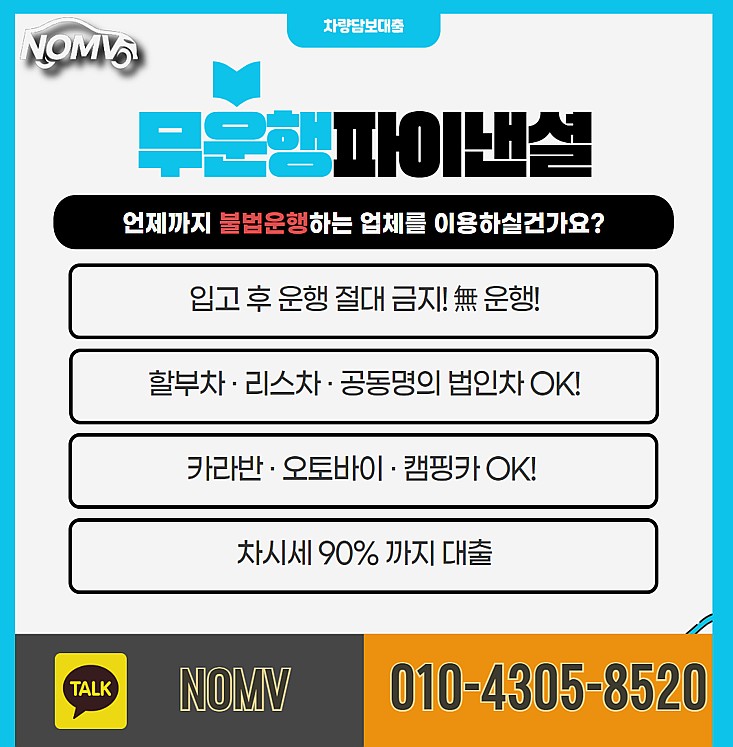 차량담보대출
NOMV
무운행파이낸셜
언제까지 불법운행하는 업체를 이용하실건가요?
입고 후 운행 절대 금지! 無 운행!
할부차 · 리스차 · 공동명의 법인차 OK!
카라반 · 오토바이 · 캠핑카 OK!
차시세 90% 까지 대출
TALK
NOMV
010-4305-8520